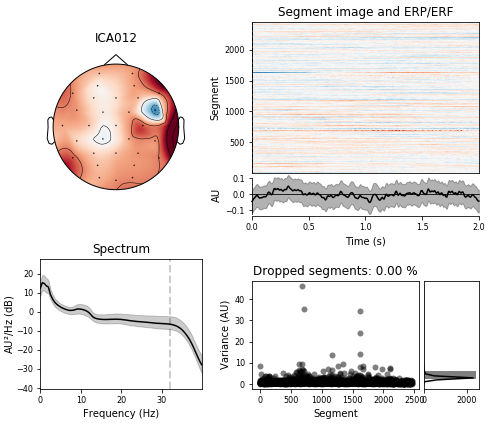 ICA012
Segment image and ERP/ERF
Segment
2000
1500
1000
500
AU
0.1
0.0
−0.1
0.0 0.5 1.0 1.5 2.0
Time (s)
Spectrum
AU²/Hz (dB)
20
10
0
−10
−20
−30
−40
0 10 20 30
Frequency (Hz)
Dropped segments: 0.00 %
Variance (AU)
40
30
20
10
0
0 500 1000 1500 2000 2500
Segment
0 2000